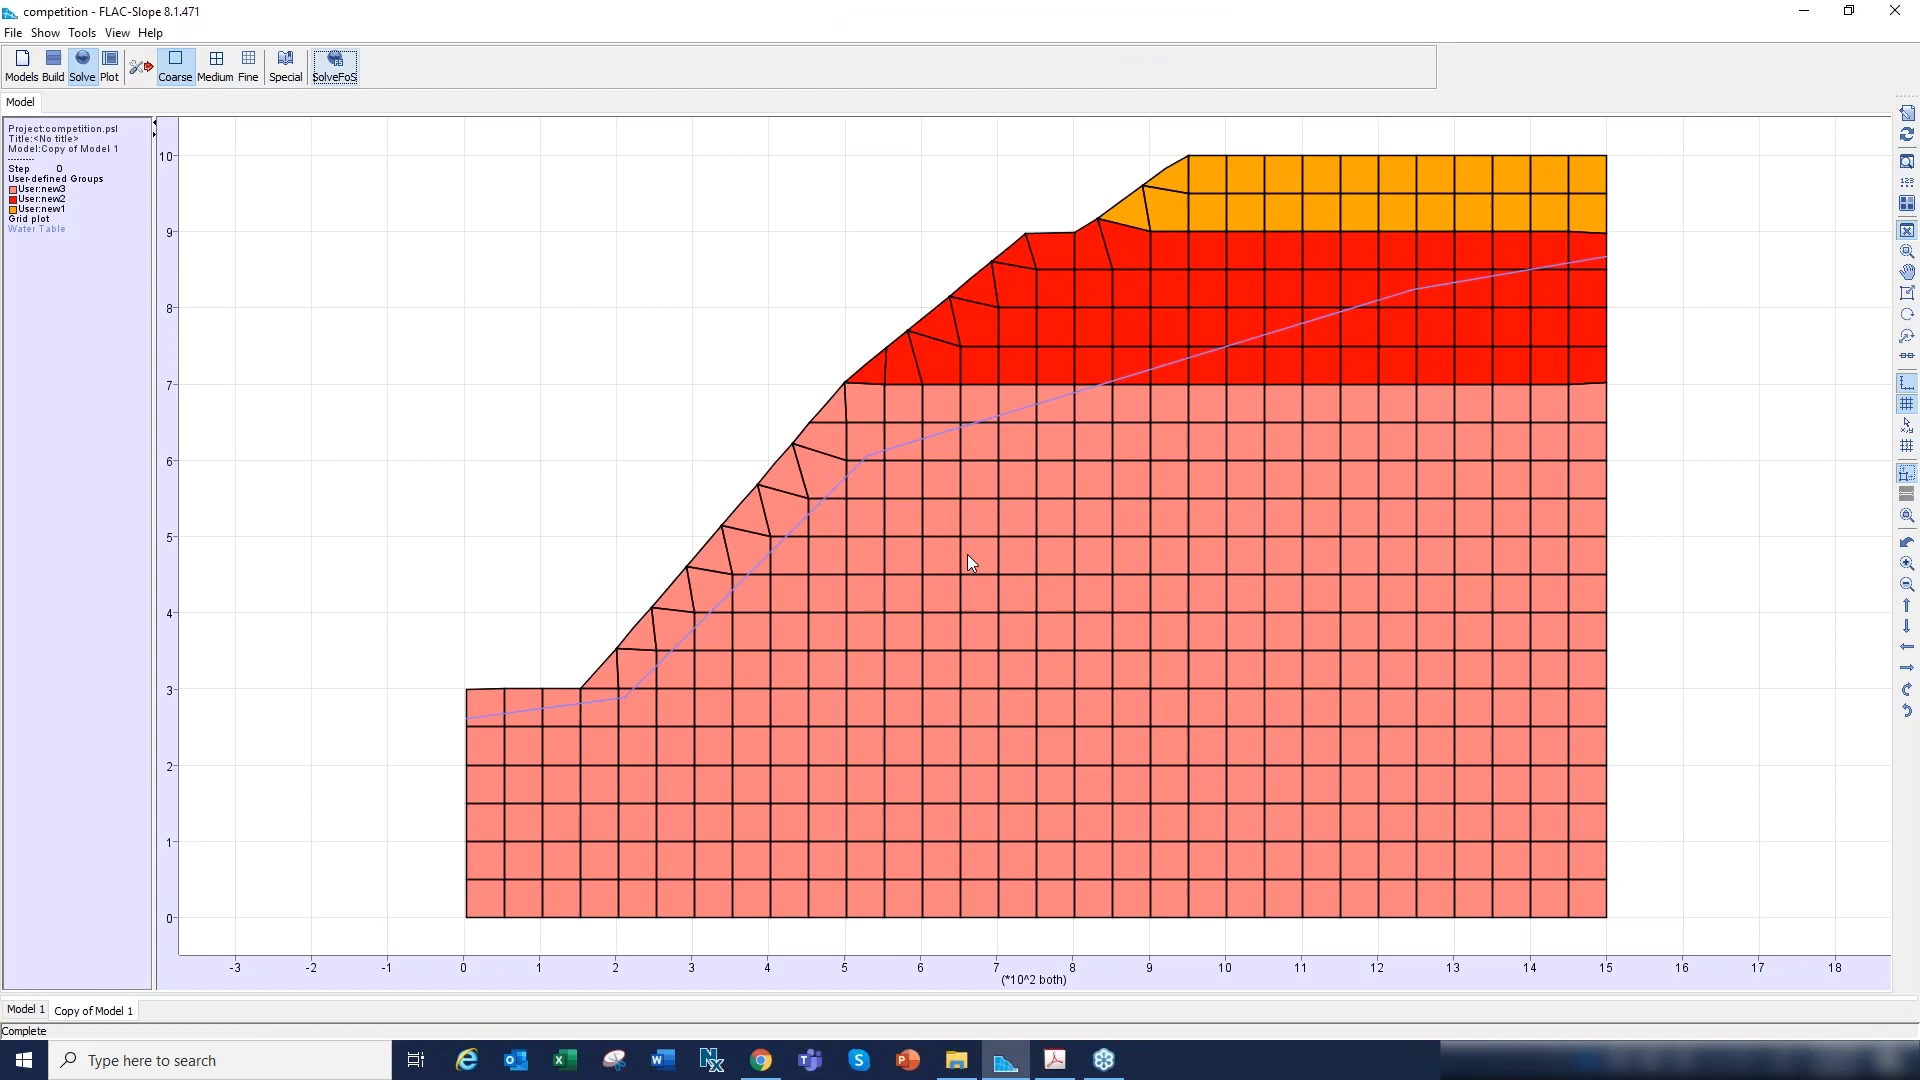 competition - FLAC-Slope 8.1.471
File Show Tools View Help
Models Build Solve Plot Coarse Medium Fine Special SolveFoS
Model
Project:competition.psl
Title:<No title>
Model:Copy of Model 1
---------
Step 0
User-defined Groups
User:new3
User:new2
User:new1
Grid plot
Water Table
10
9
8
7
6
5
4
3
2
1
0
-3 -2 -1 0 1 2 3 4 5 6 7 8 9 10 11 12 13 14 15 16 17 18
(*10^2 both)
123
Model 1 Copy of Model 1
Complete
Type here to search